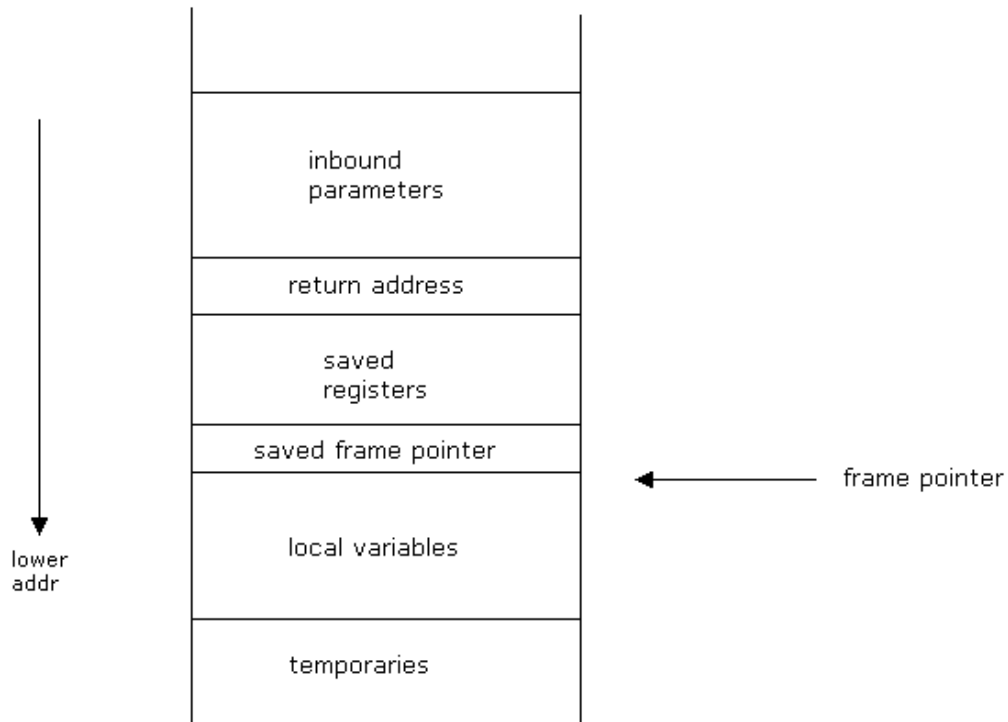 inbound
parameters
return address
saved
registers
saved frame pointer
frame pointer
local variables
lower
addr
temporaries